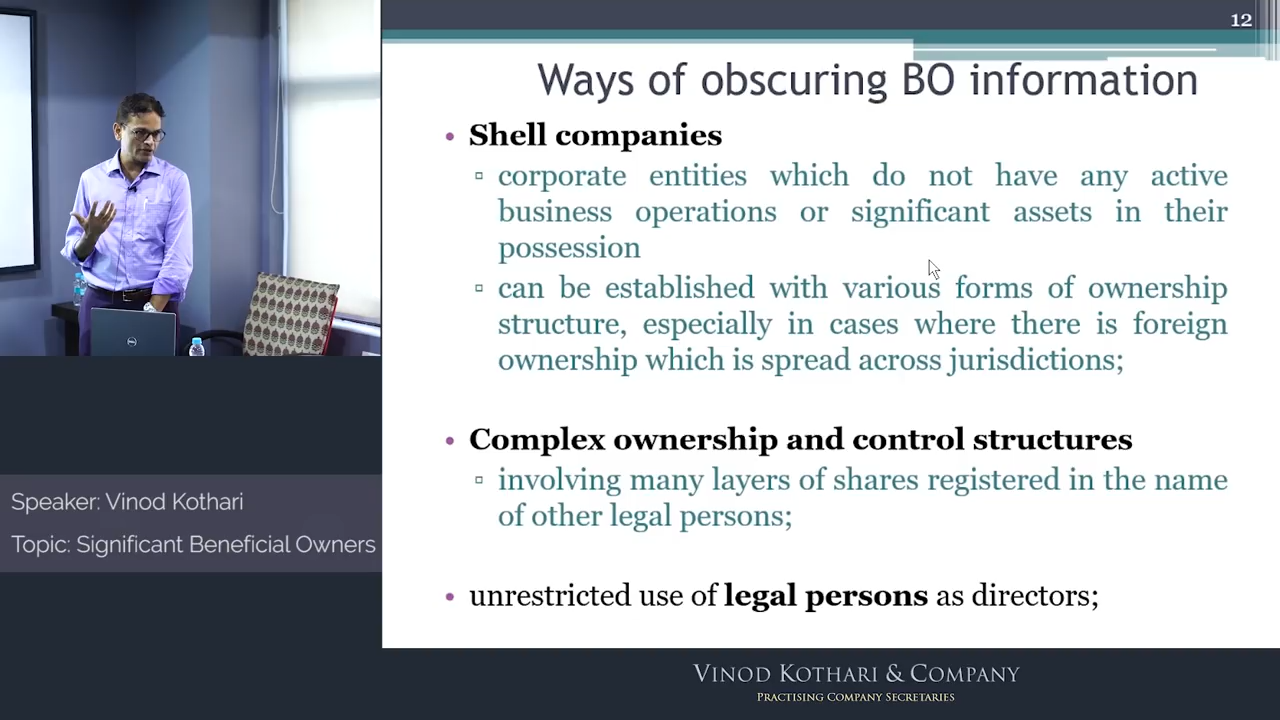 12
Ways of obscuring BO information
• Shell companies
▫ corporate entities which do not have any active
business operations or significant assets in their
possession
▫ can be established with various forms of ownership
structure, especially in cases where there is foreign
ownership which is spread across jurisdictions;
• Complex ownership and control structures
▫ involving many layers of shares registered in the name
of other legal persons;
• unrestricted use of legal persons as directors;
Speaker: Vinod Kothari
Topic: Significant Beneficial Owners
VINOD KOTHARI & COMPANY
PRACTISING COMPANY SECRETARIES